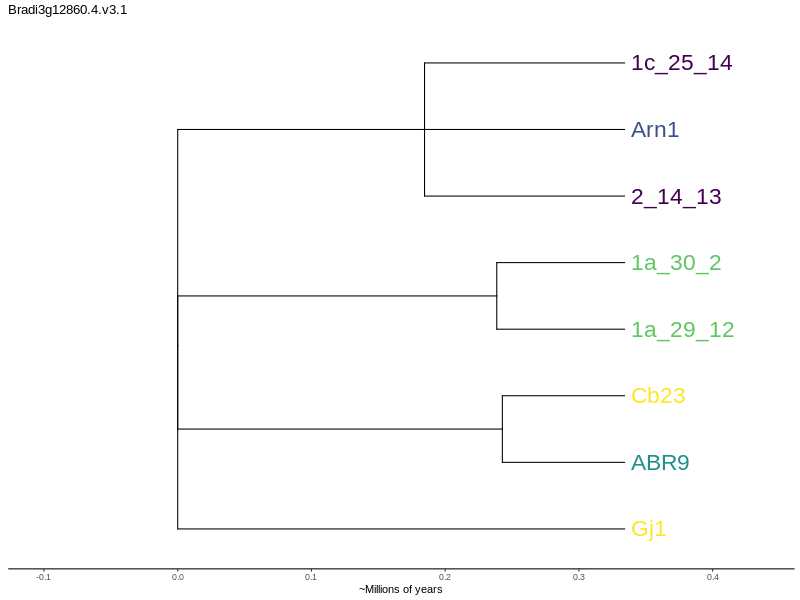 Bradi3g12860.4.v3.1
1c_25_14
Arn1
2_14_13
1a_30_2
1a_29_12
Cb23
ABR9
Gj1
-0.1 0.0 0.1 0.2 0.3 0.4
~Millions of years